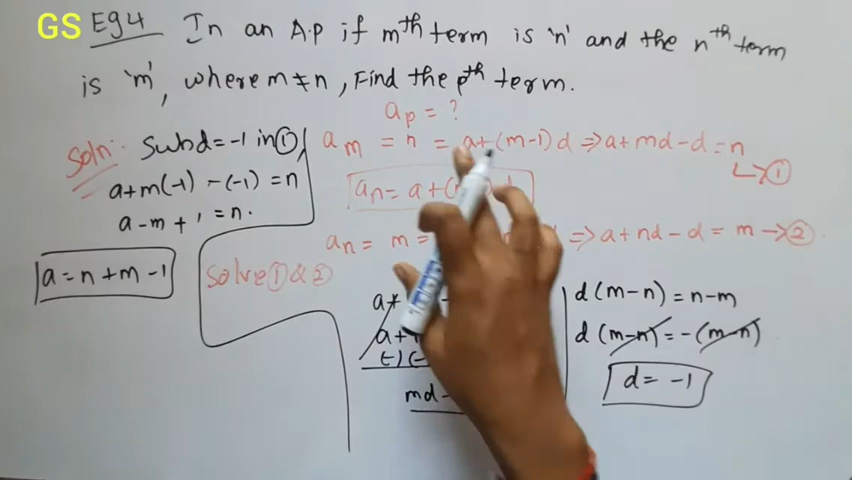 GS Eg4 In an A.p if mth term is 'n' and the nth term
is 'm', where m ≠ n, Find the pth term.
ap = ?
Soln:
Sub d = -1 in ①
a + m(-1) - (-1) = n
a - m + 1 = n.
a = n + m - 1
am = n = a + (m-1)d ⇒ a + md - d = n
→ ①
an = a + (
an = m = ⇒ a + nd - d = m → ②
Solve ① & ②
a +
a +
(-) (-
md -
d(m-n) = n-m
d(m-n) = -(m-n)
d = -1